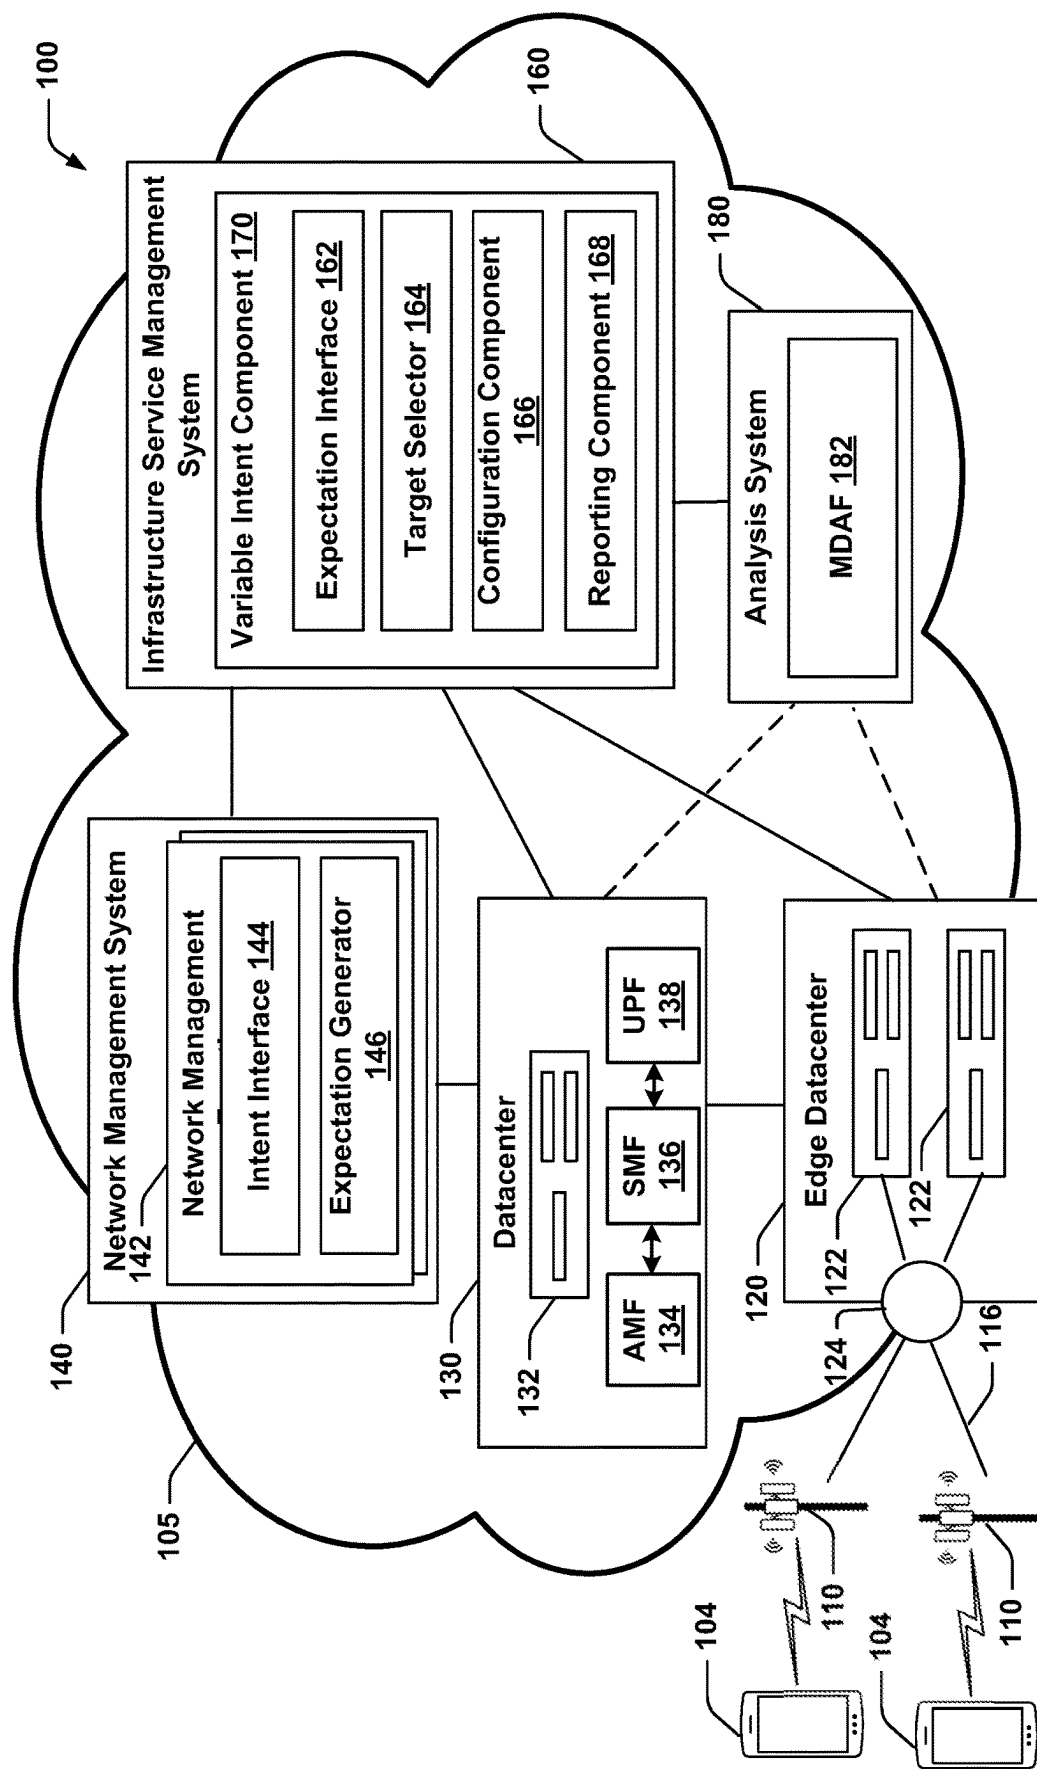 100
105
Network Management System
140
142
Network Management
Intent Interface 144
Expectation Generator
146
Infrastructure Service Management
System
160
Variable Intent Component 170
Expectation Interface 162
Target Selector 164
Configuration Component
166
Reporting Component 168
Datacenter
130
132
AMF
134
SMF
136
UPF
138
Analysis System
180
MDAF 182
Edge Datacenter
120
122
122
124
116
104
110
104
110